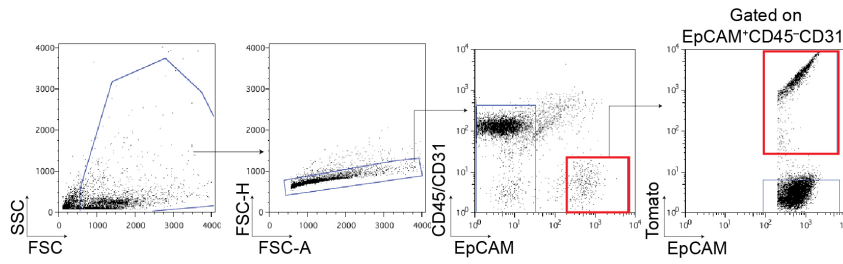 Gated on
EpCAM⁺CD45⁻CD31⁻
4000
3000
2000
1000
0
0 1000 2000 3000 4000
SSC
FSC
4000
3000
2000
1000
0
0 1000 2000 3000 4000
FSC-H
FSC-A
10⁴
10³
10²
10¹
10⁰
10⁰ 10¹ 10² 10³
CD45/CD31
EpCAM
10⁴
10³
10²
10¹
10⁰
10⁰ 10¹ 10² 10³ 10⁴
Tomato
EpCAM